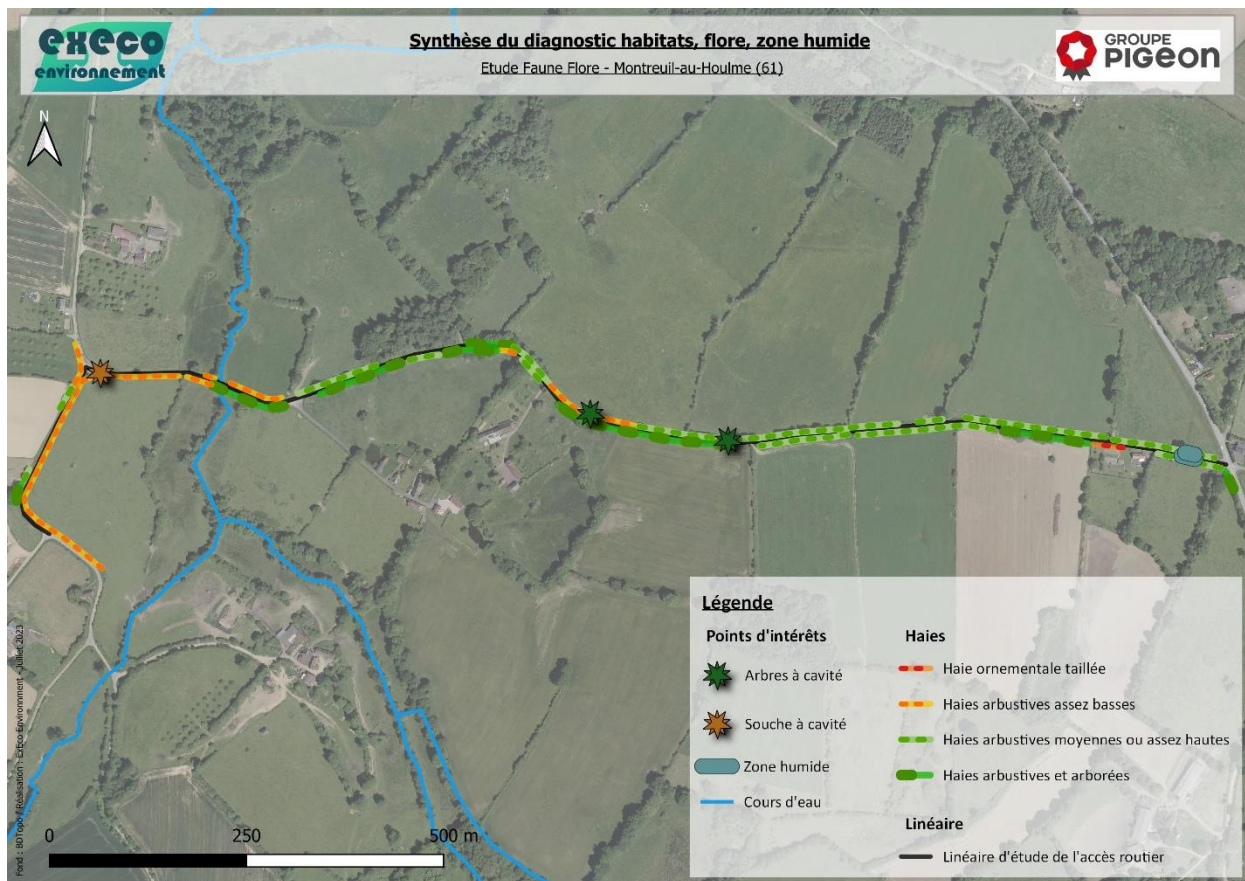 execo
environnement
Synthèse du diagnostic habitats, flore, zone humide
Etude Faune Flore - Montreuil-au-Houlme (61)
GROUPE
PIGEON
N
Légende
Points d'intérêts
Arbres à cavité
Souche à cavité
Zone humide
Cours d'eau
Haies
Haie ornementale taillée
Haies arbustives assez basses
Haies arbustives moyennes ou assez hautes
Haies arbustives et arborées
Linéaire
Linéaire d'étude de l'accès routier
0 250 500 m
Fond : BDTopo / Réalisation : ExEco Environnment - Juillet 2023